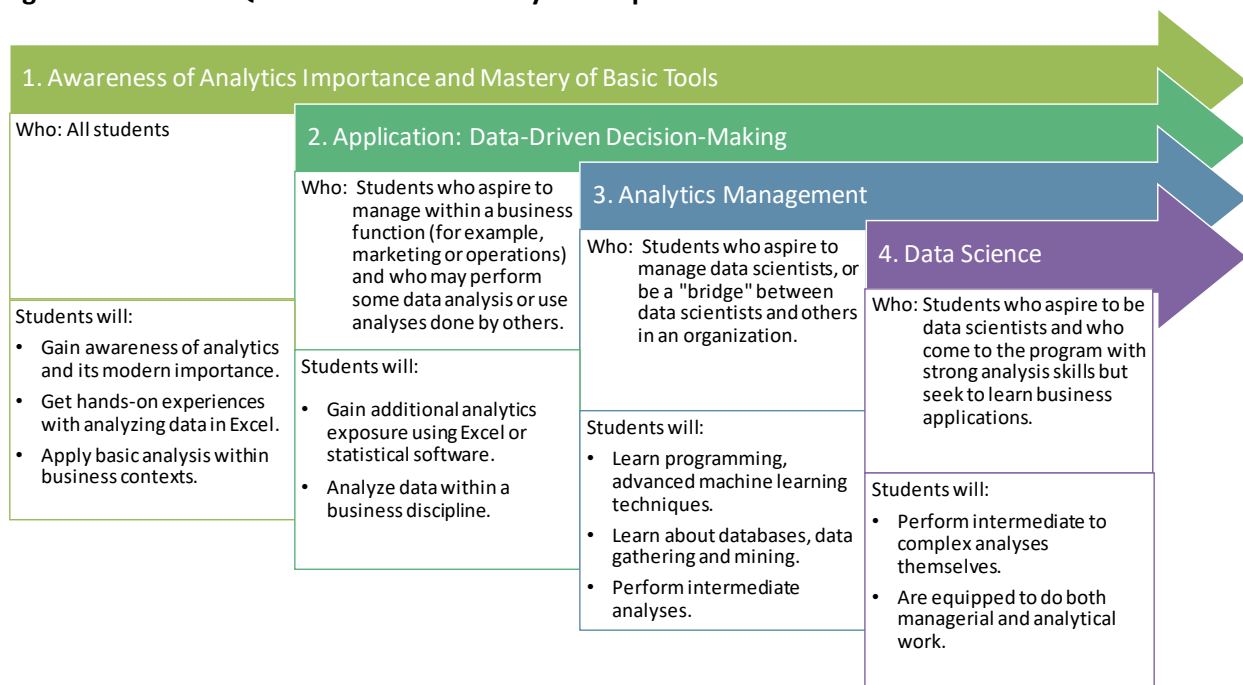 1. Awareness of Analytics Importance and Mastery of Basic Tools
Who: All students
Students will:
• Gain awareness of analytics
and its modern importance.
• Get hands-on experiences
with analyzing data in Excel.
• Apply basic analysis within
business contexts.
2. Application: Data-Driven Decision-Making
Who: Students who aspire to
manage within a business
function (for example,
marketing or operations)
and who may perform
some data analysis or use
analyses done by others.
Students will:
• Gain additional analytics
exposure using Excel or
statistical software.
• Analyze data within a
business discipline.
3. Analytics Management
Who: Students who aspire to
manage data scientists, or
be a "bridge" between
data scientists and others
in an organization.
Students will:
• Learn programming,
advanced machine learning
techniques.
• Learn about databases, data
gathering and mining.
• Perform intermediate
analyses.
4. Data Science
Who: Students who aspire to be
data scientists and who
come to the program with
strong analysis skills but
seek to learn business
applications.
Students will:
• Perform intermediate to
complex analyses
themselves.
• Are equipped to do both
managerial and analytical
work.